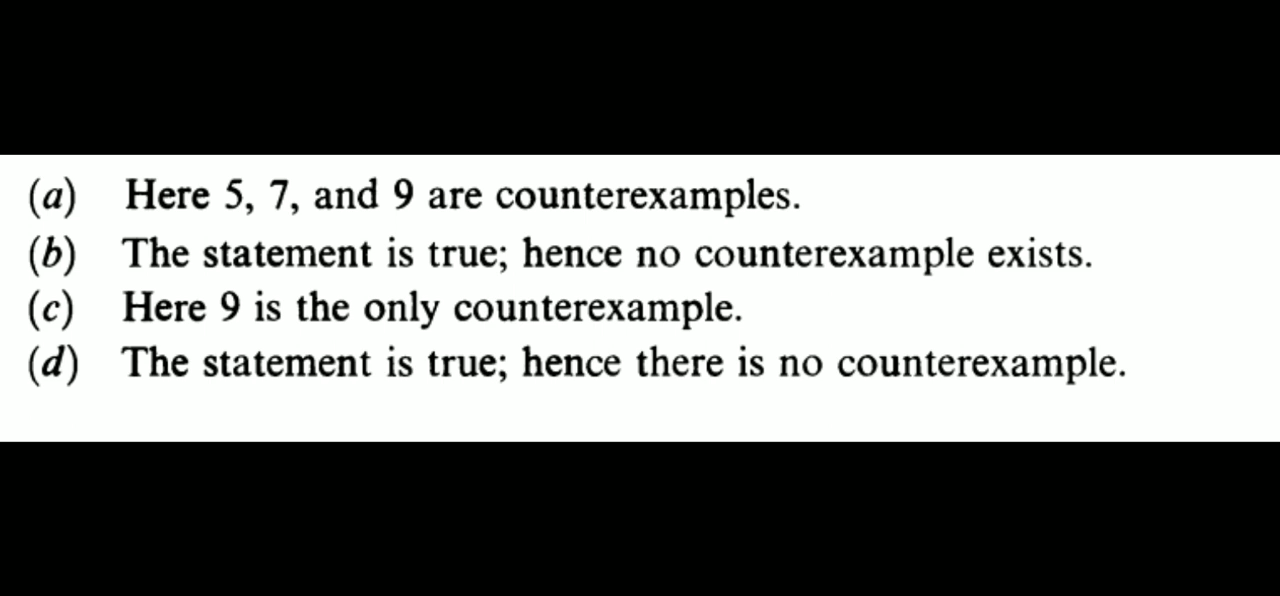 (a) Here 5, 7, and 9 are counterexamples.
(b) The statement is true; hence no counterexample exists.
(c) Here 9 is the only counterexample.
(d) The statement is true; hence there is no counterexample.